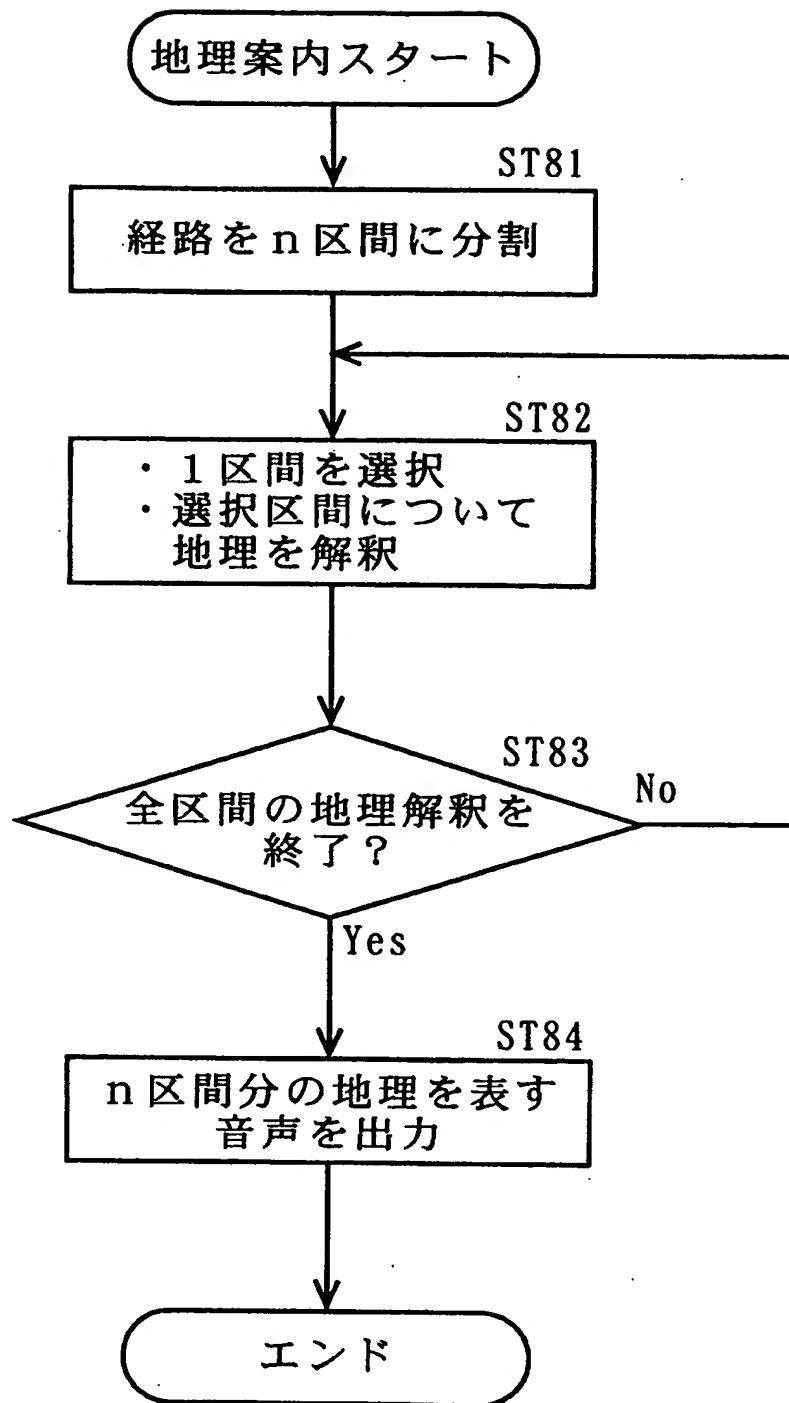 地理案内スタート
ST81
経路をn区間に分割
ST82
・1区間を選択
・選択区間について
地理を解釈
ST83
全区間の地理解釈を
終了？
No
Yes
ST84
n区間分の地理を表す
音声を出力
エンド